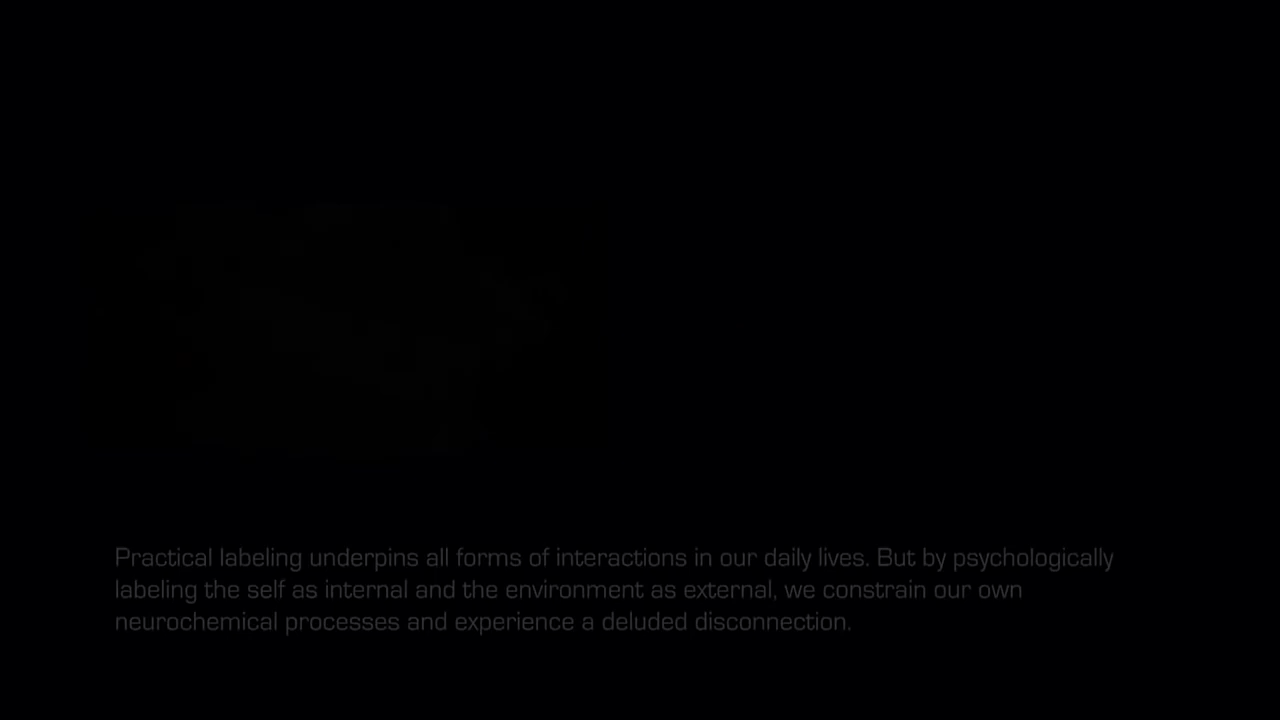 Practical labeling underpins all forms of interactions in our daily lives. But by psychologically
labeling the self as internal and the environment as external, we constrain our own
neurochemical processes and experience a deluded disconnection.